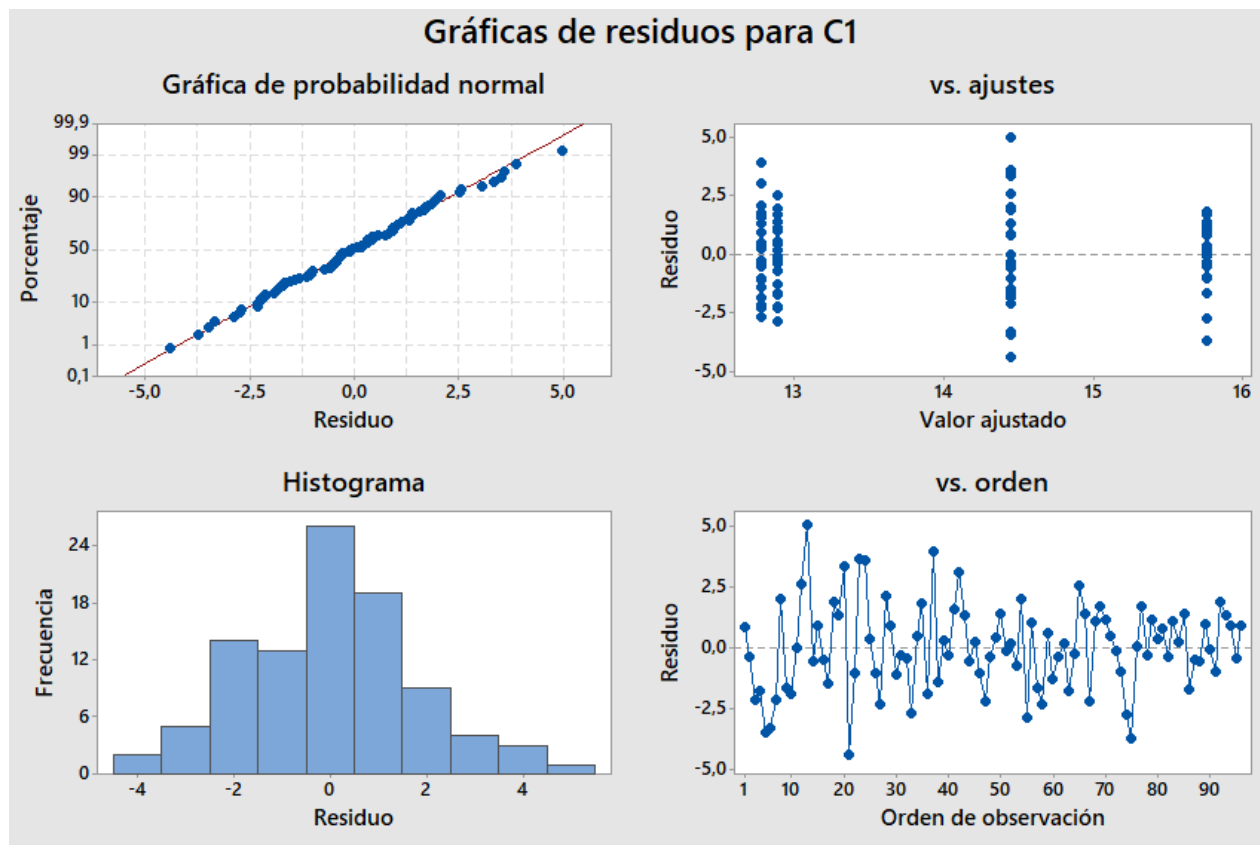 Gráficas de residuos para C1
Gráfica de probabilidad normal
99,9
99
90
50
10
1
0,1
Porcentaje
-5,0 -2,5 0,0 2,5 5,0
Residuo
vs. ajustes
5,0
2,5
0,0
-2,5
-5,0
Residuo
13 14 15 16
Valor ajustado
Histograma
24
18
12
6
0
Frecuencia
-4 -2 0 2 4
Residuo
vs. orden
5,0
2,5
0,0
-2,5
-5,0
Residuo
1 10 20 30 40 50 60 70 80 90
Orden de observación